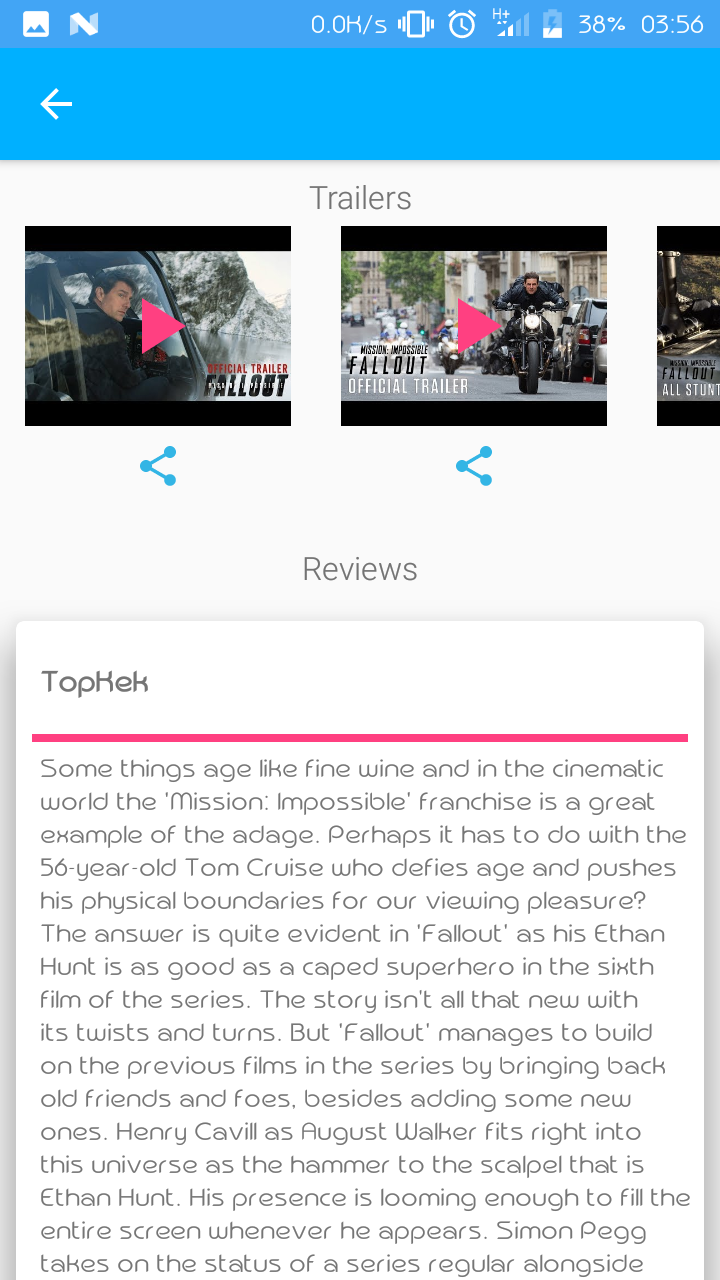 0.0K/s H+ 38% 03:56
Trailers
OFFICIAL TRAILER
FALLOUT
MISSION: IMPOSSIBLE
FALLOUT
OFFICIAL TRAILER
MISSION: IMPOSSIBLE
FALLOUT
ALL STUNT
Reviews
TopKek
Some things age like fine wine and in the cinematic
world the 'Mission: Impossible' franchise is a great
example of the adage. Perhaps it has to do with the
56-year-old Tom Cruise who defies age and pushes
his physical boundaries for our viewing pleasure?
The answer is quite evident in 'Fallout' as his Ethan
Hunt is as good as a caped superhero in the sixth
film of the series. The story isn't all that new with
its twists and turns. But 'Fallout' manages to build
on the previous films in the series by bringing back
old friends and foes, besides adding some new
ones. Henry Cavill as August Walker fits right into
this universe as the hammer to the scalpel that is
Ethan Hunt. His presence is looming enough to fill the
entire screen whenever he appears. Simon Pegg
takes on the status of a series regular alongside